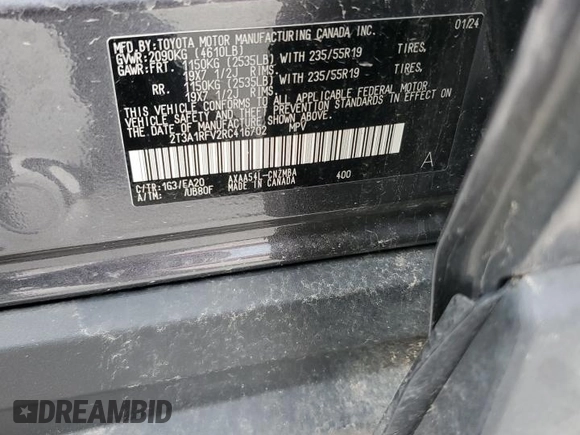 MFD.BY:TOYOTA MOTOR MANUFACTURING CANADA, INC. 01/24
GVWR:2090KG (4610LB)
GAWR:FRT. 1150KG (2535LB) WITH 235/55R19 TIRES,
19X7 1/2J RIMS
RR. 1150KG (2535LB) WITH 235/55R19 TIRES,
19X7 1/2J RIMS
THIS VEHICLE CONFORMS TO ALL APPLICABLE FEDERAL MOTOR
VEHICLE SAFETY AND THEFT PREVENTION STANDARDS IN EFFECT ON
THE DATE OF MANUFACTURE SHOWN ABOVE.
2T3A1RFV2RC416702 MPV
A
C/TR:1G3/EA20 AXAA54L-CNZMBA 400
A/TM: /UB80F MADE IN CANADA
DREAMBID